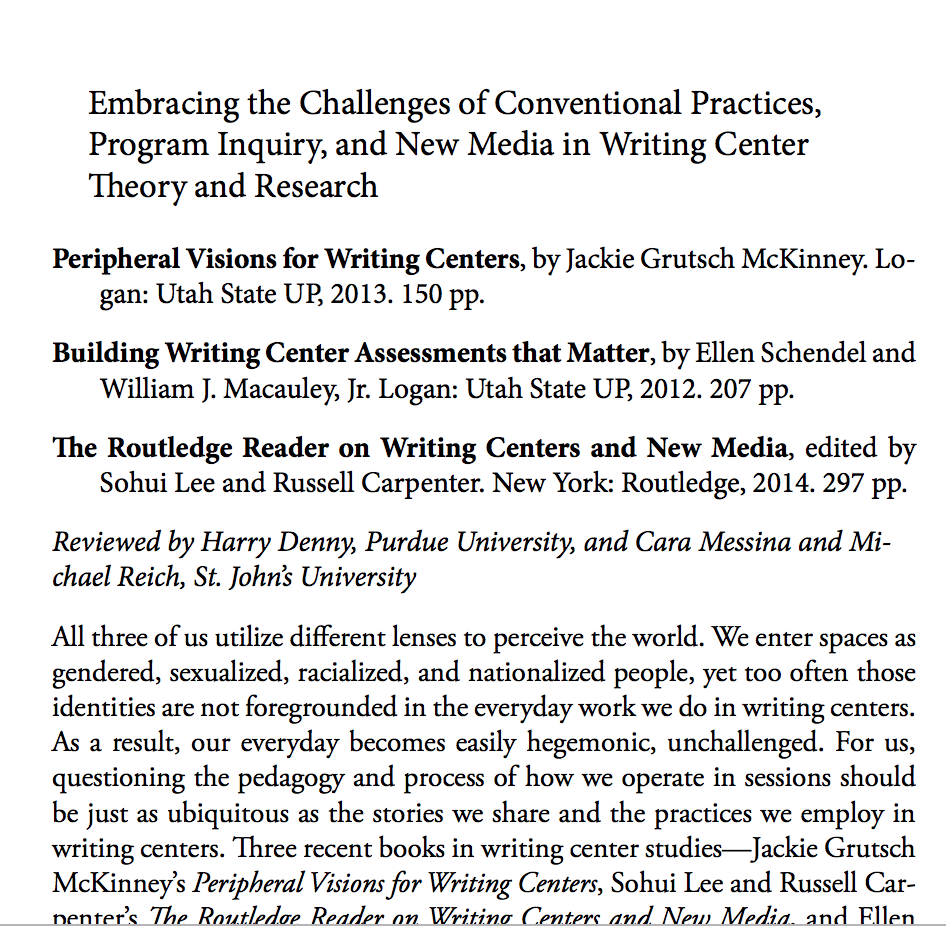 Embracing the Challenges of Conventional Practices,
Program Inquiry, and New Media in Writing Center
Theory and Research
Peripheral Visions for Writing Centers, by Jackie Grutsch McKinney. Lo-
gan: Utah State UP, 2013. 150 pp.
Building Writing Center Assessments that Matter, by Ellen Schendel and
William J. Macauley, Jr. Logan: Utah State UP, 2012. 207 pp.
The Routledge Reader on Writing Centers and New Media, edited by
Sohui Lee and Russell Carpenter. New York: Routledge, 2014. 297 pp.
Reviewed by Harry Denny, Purdue University, and Cara Messina and Mi-
chael Reich, St. John's University
All three of us utilize different lenses to perceive the world. We enter spaces as
gendered, sexualized, racialized, and nationalized people, yet too often those
identities are not foregrounded in the everyday work we do in writing centers.
As a result, our everyday becomes easily hegemonic, unchallenged. For us,
questioning the pedagogy and process of how we operate in sessions should
be just as ubiquitous as the stories we share and the practices we employ in
writing centers. Three recent books in writing center studies—Jackie Grutsch
McKinney's Peripheral Visions for Writing Centers, Sohui Lee and Russell Car-
penter's The Routledge Reader on Writing Centers and New Media, and Ellen